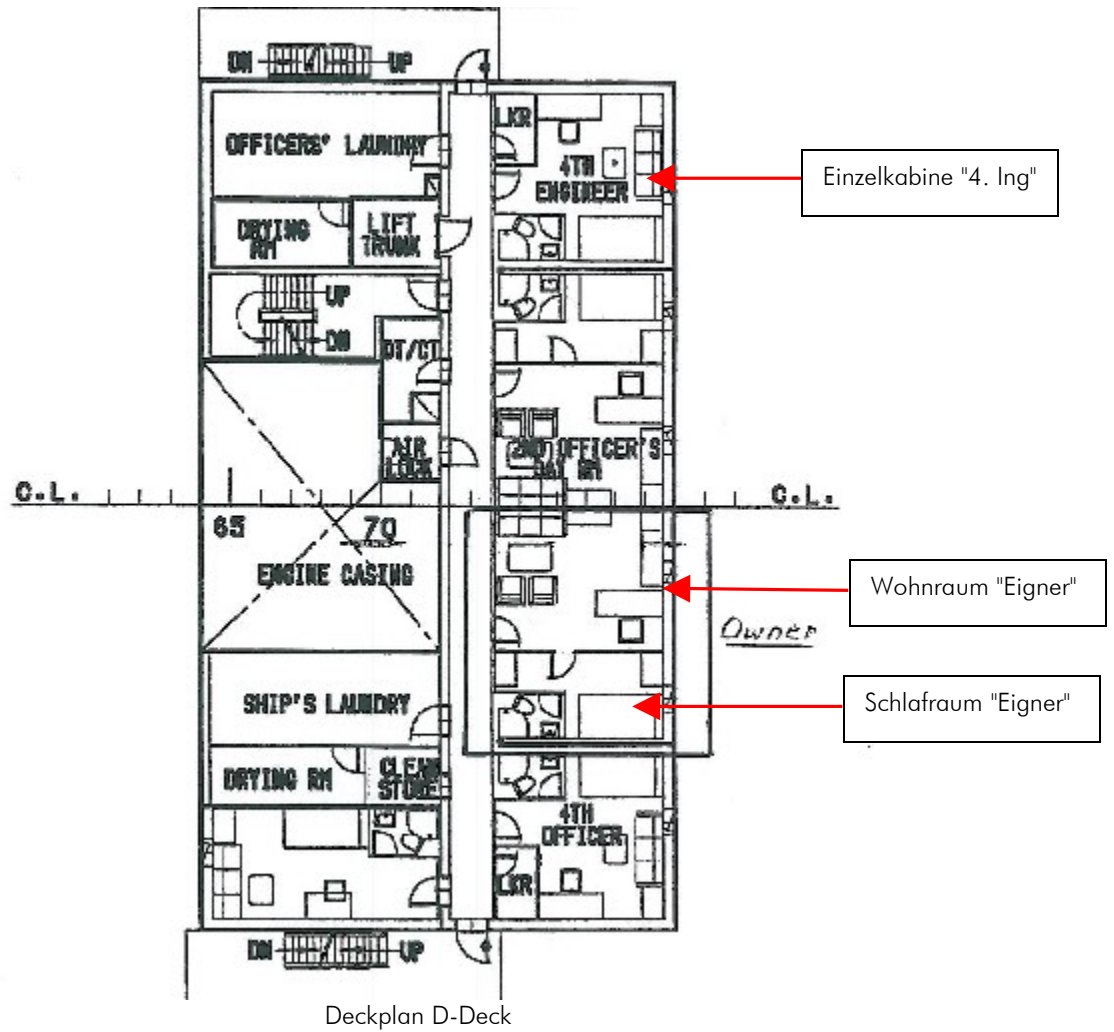 DN UP
OFFICERS' LAUNDRY
LKR
4TH
ENGINEER
Einzelkabine "4. Ing"
DRYING
RM
LIFT
TRUNK
UP
DN
DT/CT
AIR
LOCK
2ND OFFICER'S
DAY RM
C.L. C.L.
65 70
ENGINE CASING
Wohnraum "Eigner"
Owner
SHIP'S LAUNDRY
Schlafraum "Eigner"
DRYING RM
CLEAN
STORE
4TH
OFFICER
LKR
DN UP
Deckplan D-Deck